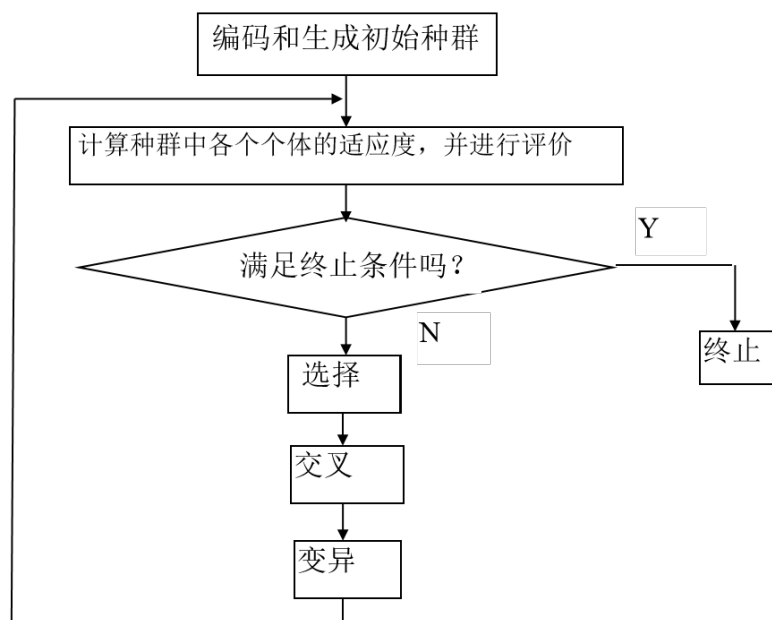 编码和生成初始种群
计算种群中各个个体的适应度，并进行评价
满足终止条件吗？
Y
N
终止
选择
交叉
变异